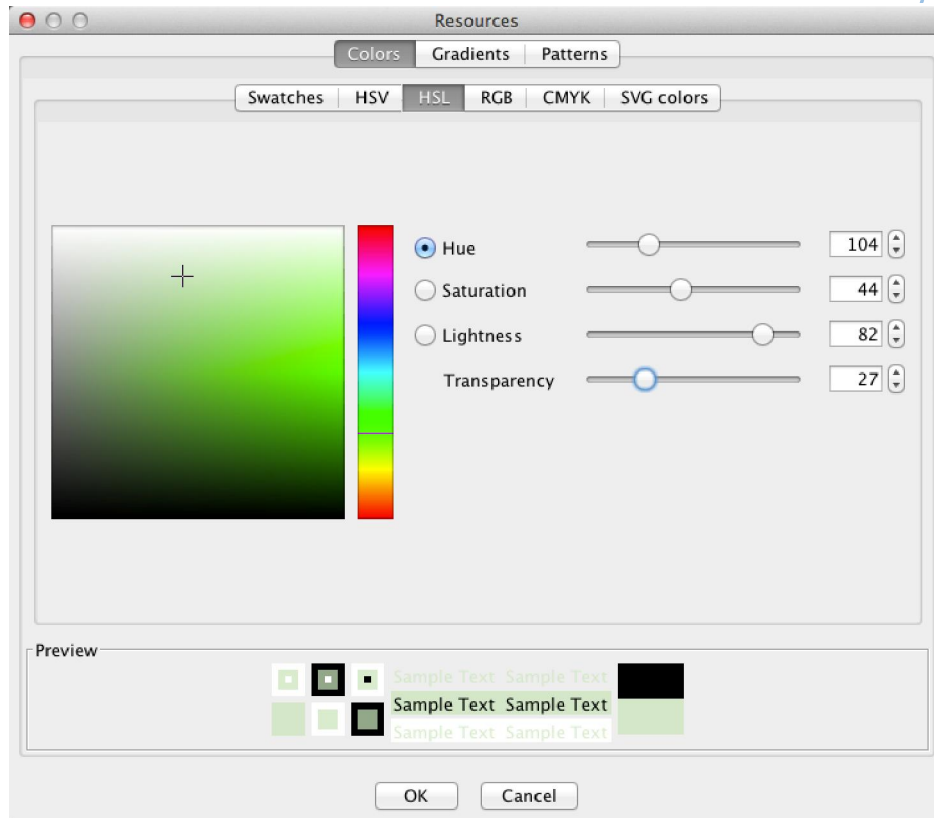 Resources
Colors Gradients Patterns
Swatches HSV HSL RGB CMYK SVG colors
Hue 104
Saturation 44
Lightness 82
Transparency 27
Preview
Sample Text Sample Text
Sample Text Sample Text
Sample Text Sample Text
OK Cancel